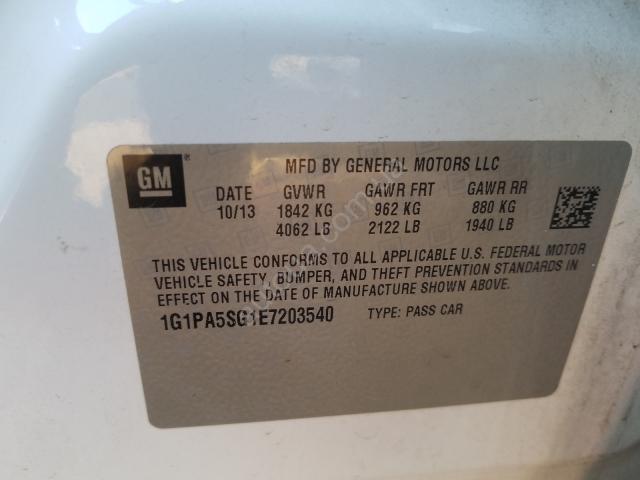 GM
MFD BY GENERAL MOTORS LLC
DATE GVWR GAWR FRT GAWR RR
10/13 1842 KG 962 KG 880 KG
4062 LB 2122 LB 1940 LB
THIS VEHICLE CONFORMS TO ALL APPLICABLE U.S. FEDERAL MOTOR
VEHICLE SAFETY, BUMPER, AND THEFT PREVENTION STANDARDS IN
EFFECT ON THE DATE OF MANUFACTURE SHOWN ABOVE.
1G1PA5SG1E7203540 TYPE: PASS CAR